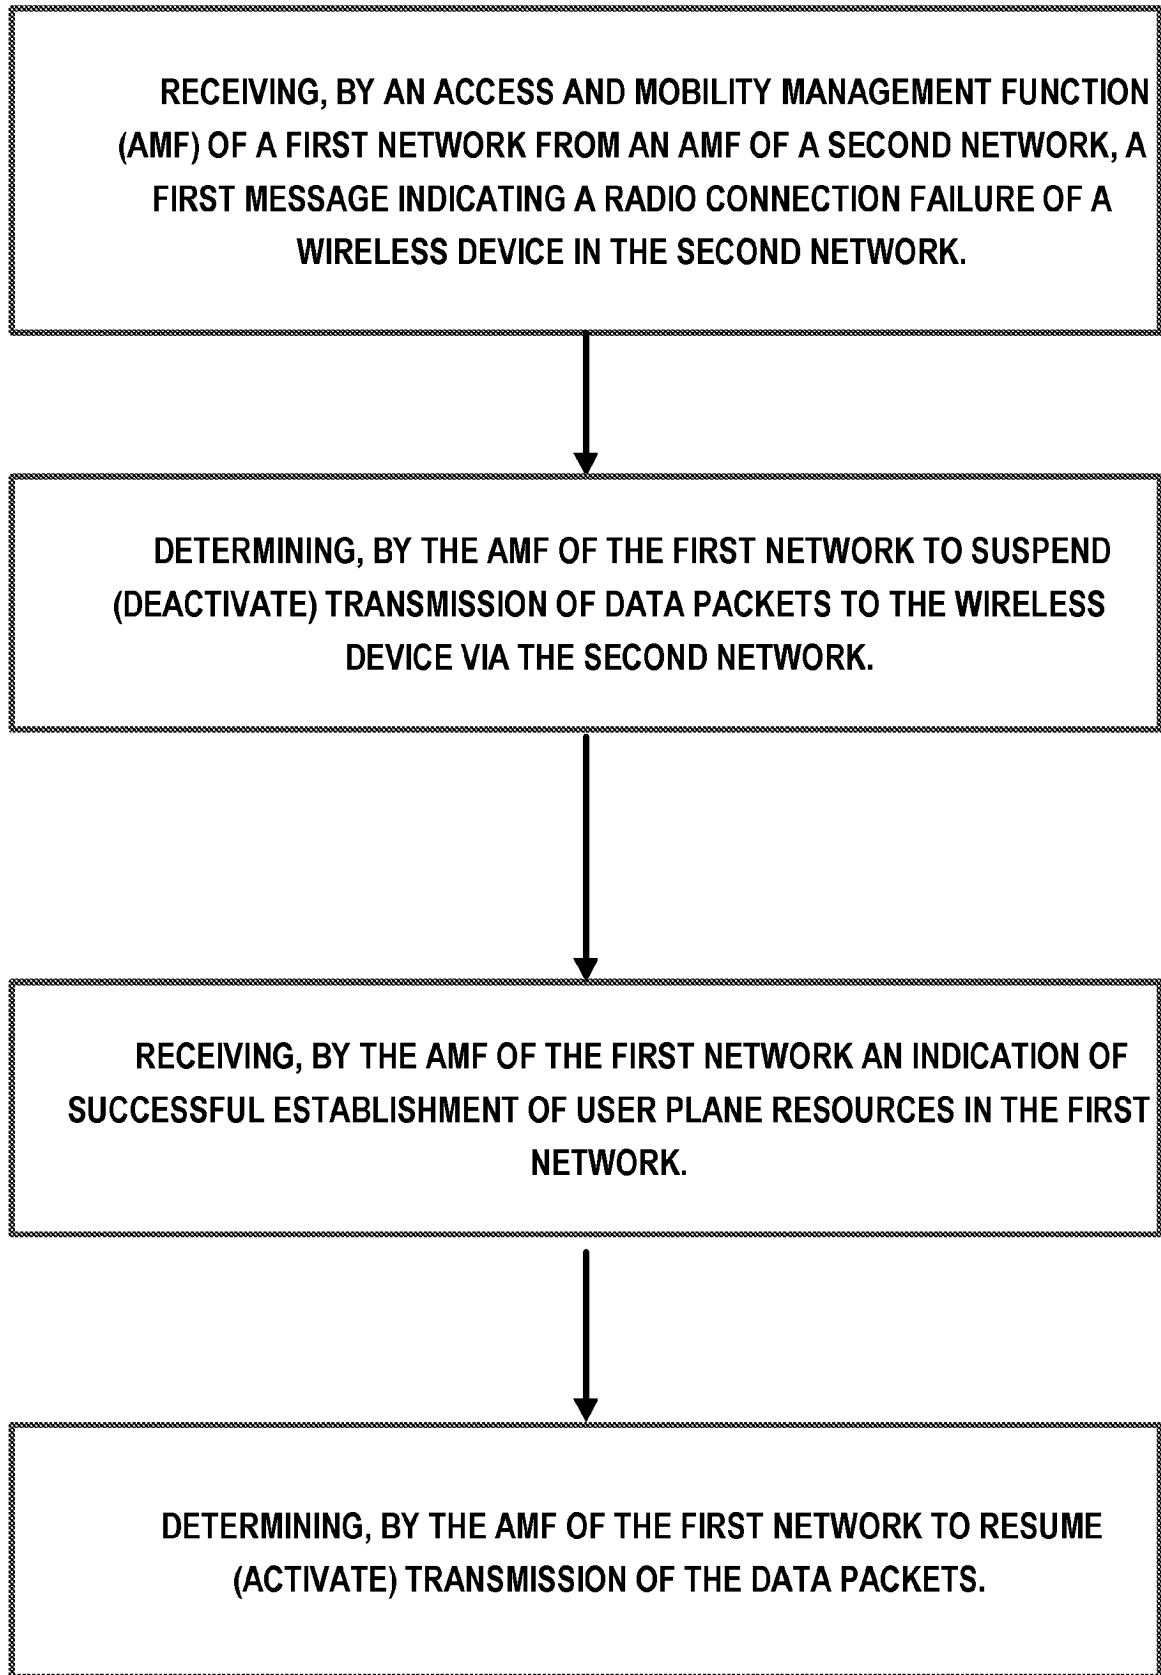 RECEIVING, BY AN ACCESS AND MOBILITY MANAGEMENT FUNCTION
(AMF) OF A FIRST NETWORK FROM AN AMF OF A SECOND NETWORK, A
FIRST MESSAGE INDICATING A RADIO CONNECTION FAILURE OF A
WIRELESS DEVICE IN THE SECOND NETWORK.
DETERMINING, BY THE AMF OF THE FIRST NETWORK TO SUSPEND
(DEACTIVATE) TRANSMISSION OF DATA PACKETS TO THE WIRELESS
DEVICE VIA THE SECOND NETWORK.
RECEIVING, BY THE AMF OF THE FIRST NETWORK AN INDICATION OF
SUCCESSFUL ESTABLISHMENT OF USER PLANE RESOURCES IN THE FIRST
NETWORK.
DETERMINING, BY THE AMF OF THE FIRST NETWORK TO RESUME
(ACTIVATE) TRANSMISSION OF THE DATA PACKETS.